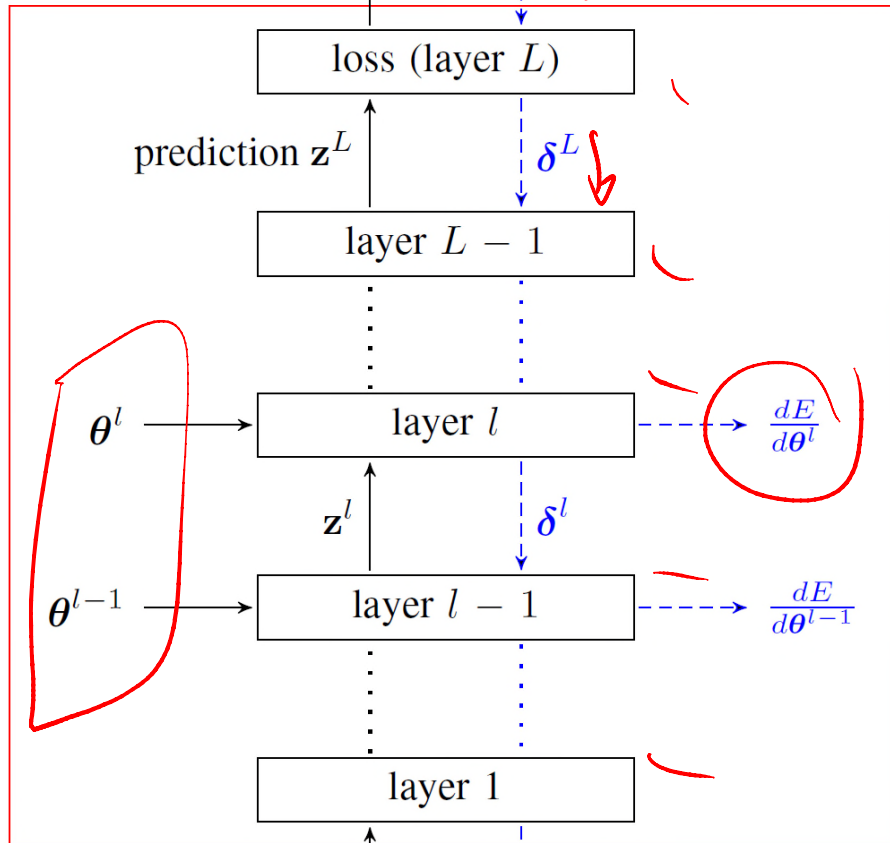 loss (layer L)
prediction z^L
δ^L
layer L − 1
θ^l
layer l
dE/dθ^l
z^l
δ^l
θ^{l−1}
layer l − 1
dE/dθ^{l−1}
layer 1